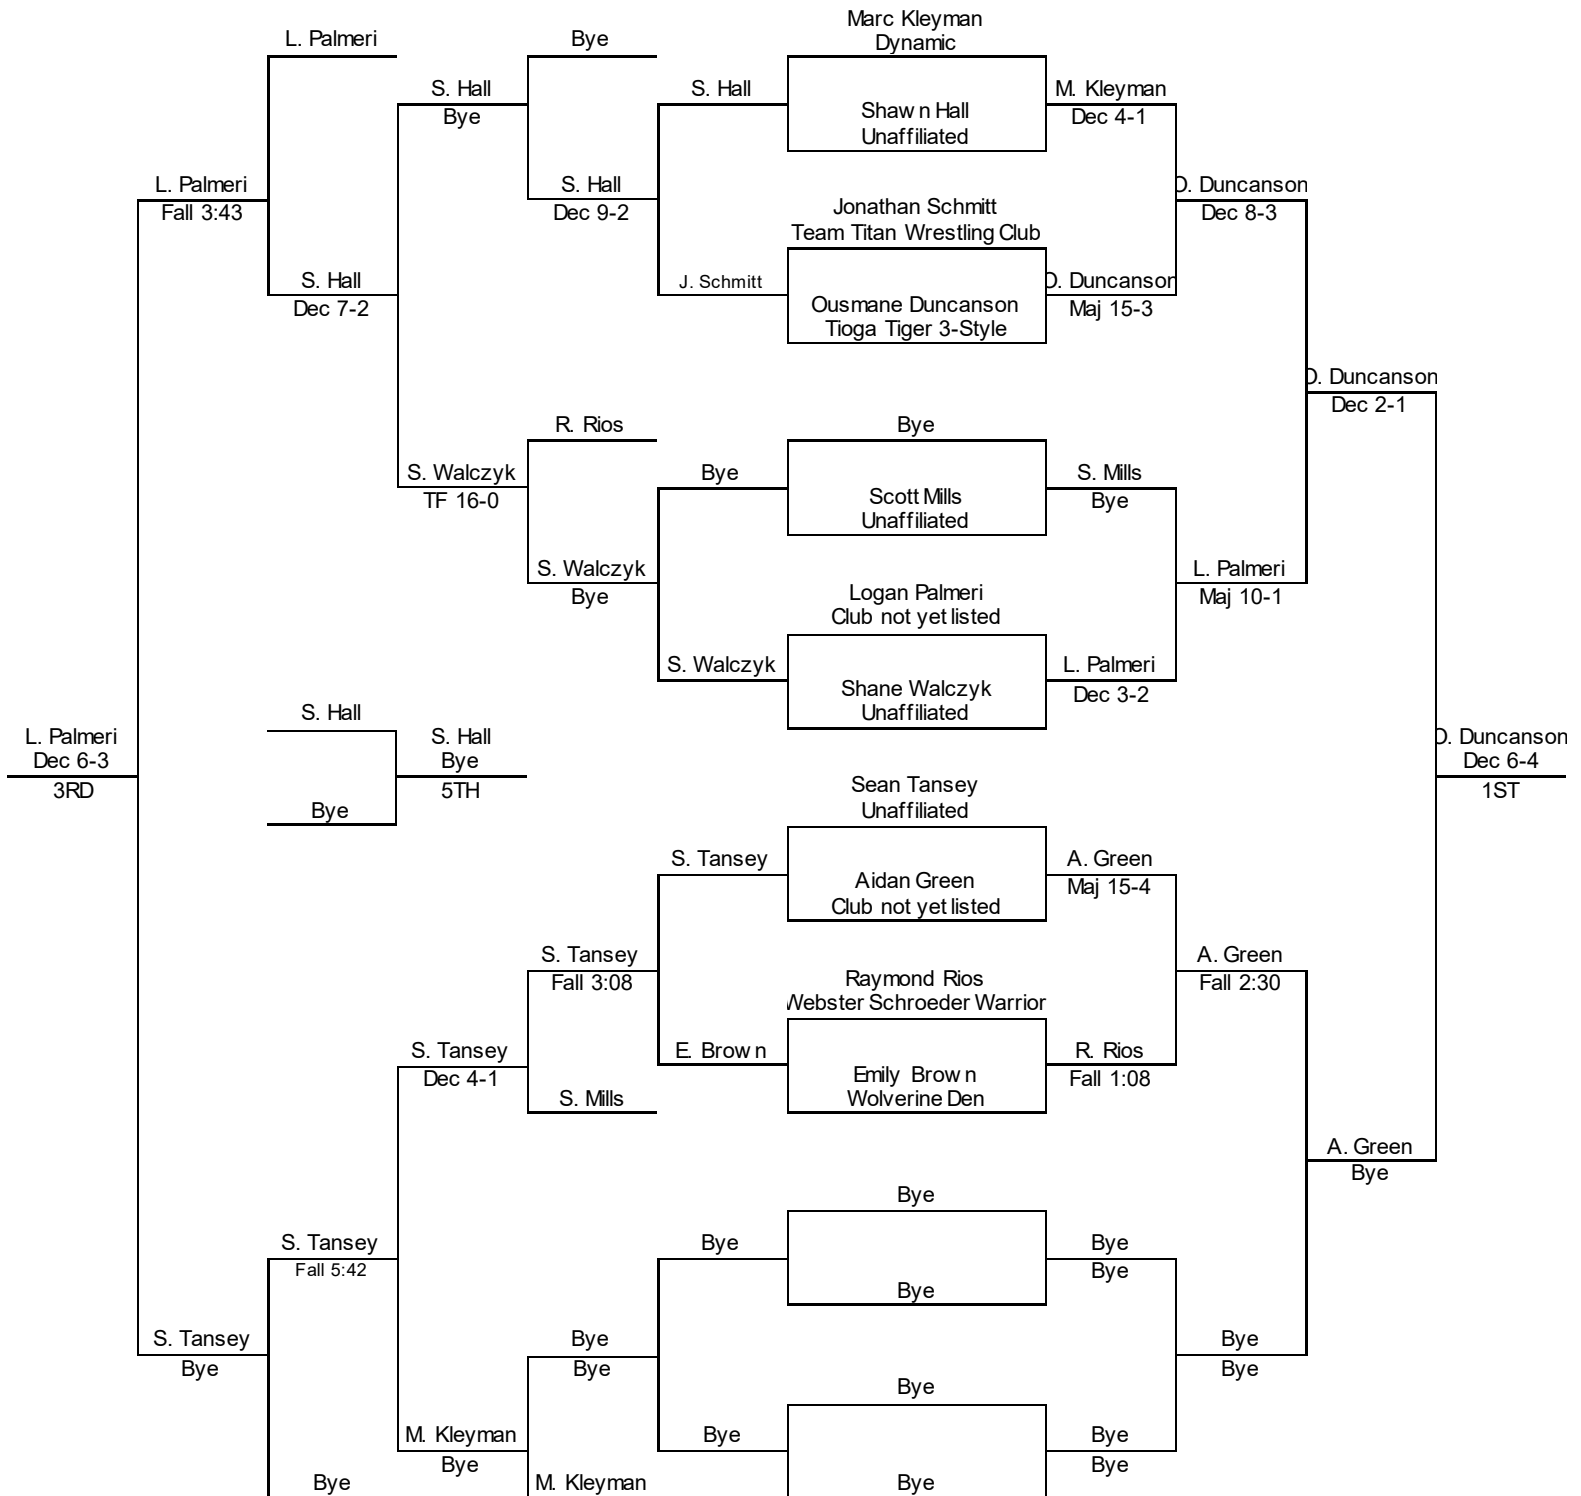 Marc Kleyman
L. Palmeri
Bye
Dynamic
S. Hall
S. Hall
M. Kleyman
Bye
Shawn Hall
Dec 4-1
Unaffiliated
L. Palmeri
S. Hall
O. Duncanson
Fall 3:43
Dec 9-2
Jonathan Schmitt
Dec 8-3
Team Titan Wrestling Club
S. Hall
J. Schmitt
O. Duncanson
Dec 7-2
Ousmane Duncanson
Maj 15-3
Tioga Tiger 3-Style
O. Duncanson
Dec 2-1
R. Rios
Bye
S. Walczyk
Bye
S. Mills
TF 16-0
Scott Mills
Bye
Unaffiliated
S. Walczyk
L. Palmeri
Bye
Logan Palmeri
Maj 10-1
Club not yet listed
S. Walczyk
L. Palmeri
Shane Walczyk
Dec 3-2
S. Hall
Unaffiliated
L. Palmeri
S. Hall
O. Duncanson
Dec 6-3
Bye
Dec 6-4
3RD
5TH
Sean Tansey
1ST
Bye
Unaffiliated
S. Tansey
A. Green
Aidan Green
Maj 15-4
Club not yet listed
S. Tansey
A. Green
Fall 3:08
Raymond Rios
Fall 2:30
Webster Schroeder Warrior
S. Tansey
E. Brown
R. Rios
Dec 4-1
Emily Brown
Fall 1:08
S. Mills
Wolverine Den
A. Green
Bye
Bye
S. Tansey
Bye
Bye
Fall 5:42
Bye
Bye
S. Tansey
Bye
Bye
Bye
Bye
Bye
Bye
M. Kleyman
Bye
Bye
Bye
Bye
Bye
M. Kleyman
Bye